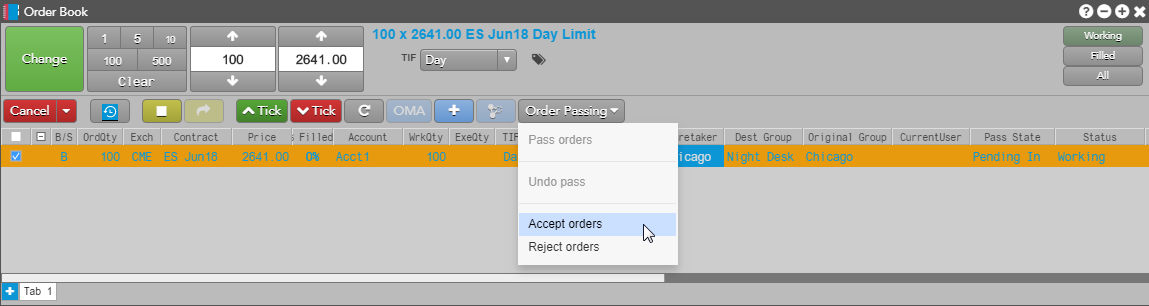 Order Book
100 x 2641.00 ES Jun18 Day Limit
1 5 10
100 500
Clear
Change
100
2641.00
TIF Day
Working
Filled
All
Cancel Tick Tick OMA Order Passing
B/S OrdQty Exch Contract Price % Filled Account WrkQty ExeQty TIF retaker Dest Group Original Group CurrentUser Pass State Status
B 100 CME ES Jun18 2641.00 0% Acct1 100 Da icago Night Desk Chicago Pending In Working
Pass orders
Undo pass
Accept orders
Reject orders
Tab 1